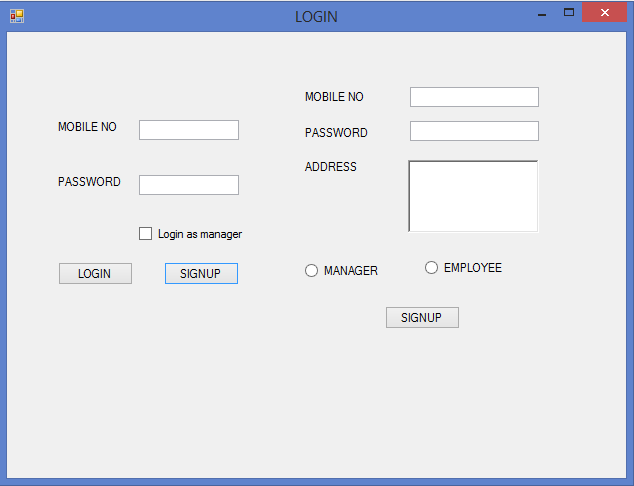 LOGIN
MOBILE NO
PASSWORD
Login as manager
LOGIN SIGNUP
MOBILE NO
PASSWORD
ADDRESS
MANAGER EMPLOYEE
SIGNUP